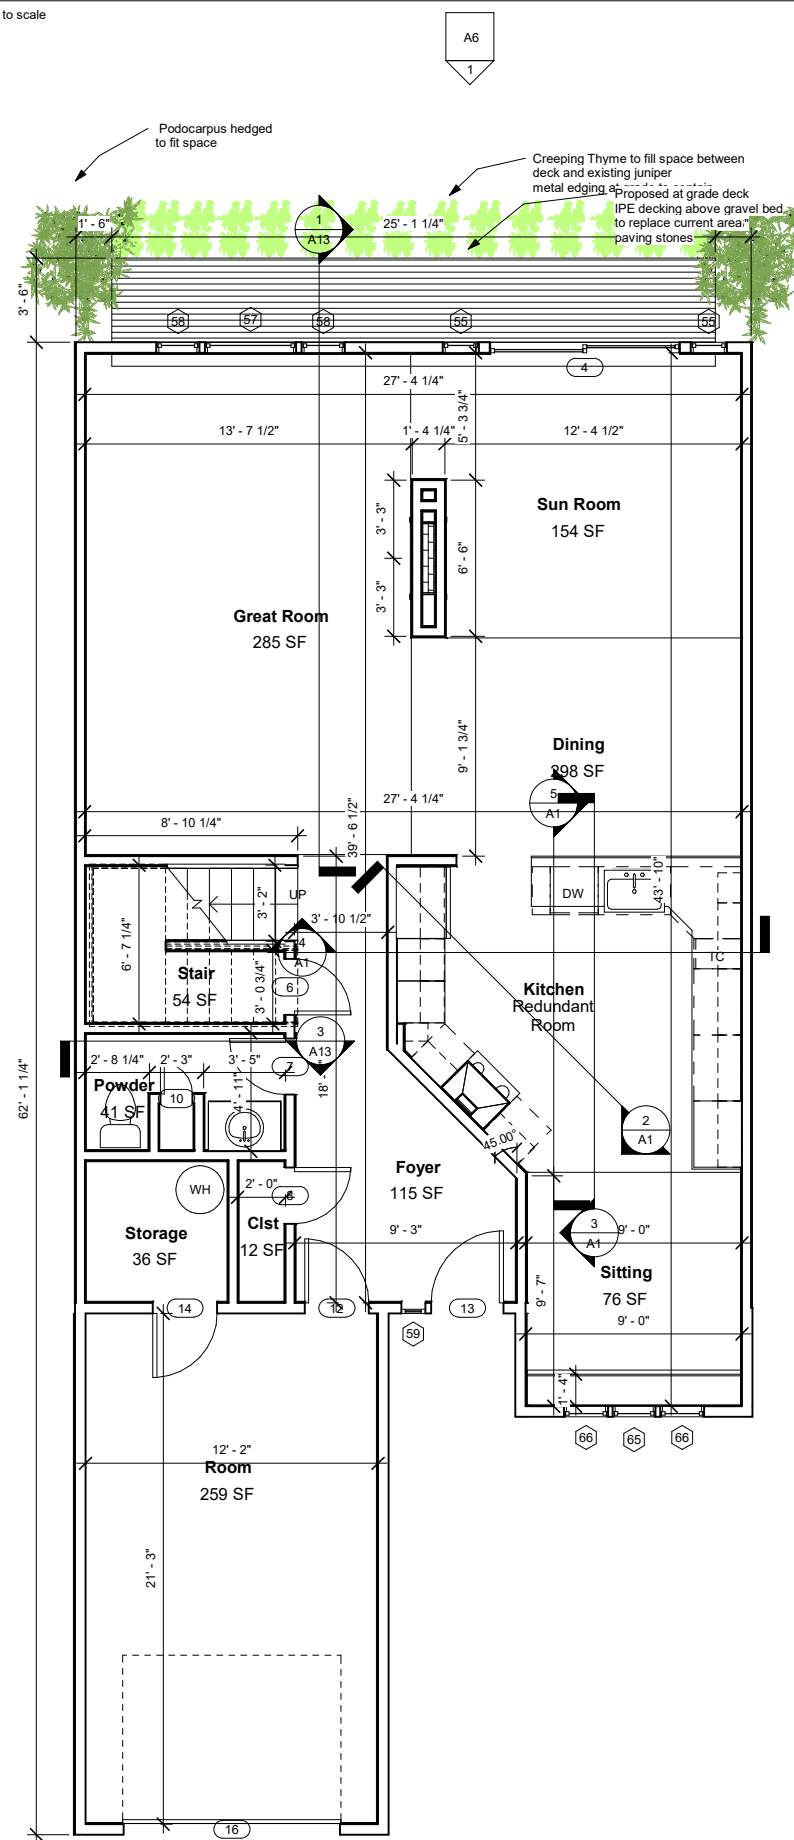 to scale
A6
1
Podocarpus hedged
to fit space
Creeping Thyme to fill space between
deck and existing juniper
metal edging at grade to contain
Proposed at grade deck
IPE decking above gravel bed
to replace current area
paving stones
1' - 6"
1
A13
25' - 1 1/4"
3' - 6"
58
57
58
55
55
4
27' - 4 1/4"
5' - 3 3/4"
13' - 7 1/2"
1' - 4 1/4"
12' - 4 1/2"
Sun Room
154 SF
3' - 3"
6' - 6"
3' - 3"
Great Room
285 SF
9' - 1 3/4"
Dining
298 SF
5
A1
27' - 4 1/4"
8' - 10 1/4"
39' - 6 1/2"
43' - 10"
DW
UP
3' - 2"
3' - 10 1/2"
6' - 7 1/4"
4
A1
TC
Stair
54 SF
3' - 0 3/4"
6
Kitchen
Redundant
Room
3
A13
62' - 1 1/4"
2' - 8 1/4"
2' - 3"
3' - 5"
7
18' -
Powder
41 SF
10
4' - 11"
2
A1
45.00°
Foyer
115 SF
WH
2' - 0"
8
Clst
12 SF
Storage
36 SF
9' - 3"
3
A1
9' - 0"
Sitting
76 SF
9' - 7"
9' - 0"
14
12
13
59
1' - 4"
66
65
66
12' - 2"
Room
259 SF
21' - 3"
16